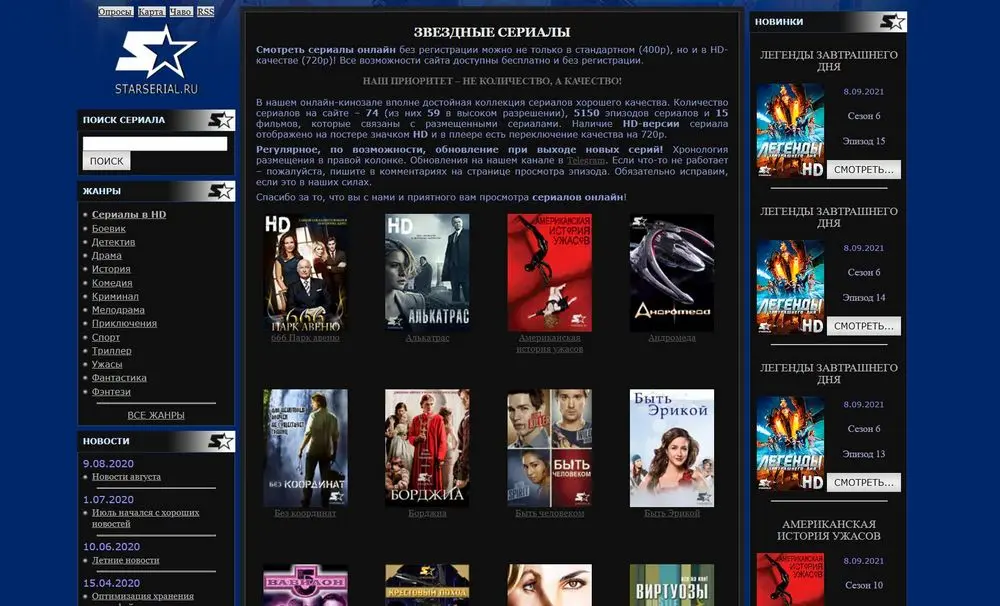 Опросы Карта Чаво RSS
STARSERIAL.RU
ПОИСК СЕРИАЛА
ПОИСК
ЖАНРЫ
Сериалы в HD
Боевик
Детектив
Драма
История
Комедия
Криминал
Мелодрама
Приключения
Спорт
Триллер
Ужасы
Фантастика
Фэнтези
ВСЕ ЖАНРЫ
НОВОСТИ
9.08.2020
Новости августа
1.07.2020
Июль начался с хороших
новостей
10.06.2020
Летние новости
15.04.2020
Оптимизация хранения
ЗВЕЗДНЫЕ СЕРИАЛЫ
Смотреть сериалы онлайн без регистрации можно не только в стандартном (400p), но и в HD-
качестве (720p)! Все возможности сайта доступны бесплатно и без регистрации.
НАШ ПРИОРИТЕТ – НЕ КОЛИЧЕСТВО, А КАЧЕСТВО!
В нашем онлайн-кинозале вполне достойная коллекция сериалов хорошего качества. Количество
сериалов на сайте – 74 (из них 59 в высоком разрешении), 5150 эпизодов сериалов и 15
фильмов, которые связаны с размещенными сериалами. Наличие HD-версии сериала
отображено на постере значком HD и в плеере есть переключение качества на 720p.
Регулярное, по возможности, обновление при выходе новых серий! Хронология
размещения в правой колонке. Обновления на нашем канале в Telegram. Если что-то не работает
– пожалуйста, пишите в комментариях на странице просмотра эпизода. Обязательно исправим,
если это в наших силах.
Спасибо за то, что вы с нами и приятного вам просмотра сериалов онлайн!
HD
666
ПАРК АВЕНЮ
666 Парк авеню
HD
АЛЬКАТРАС
Алькатрас
АМЕРИКАНСКАЯ
ИСТОРИЯ
УЖАСОВ
Американская
история ужасов
Андромеда
Андромеда
БЕЗ КООРДИНАТ
Без координат
БОРДЖИА
Борджиа
БЫТЬ
ЧЕЛОВЕКОМ
Быть человеком
Быть
Эрикой
Быть Эрикой
ВАВИЛОН
5
КРЕСТОВЫЙ ПОХОД
ВИРТУОЗЫ
НОВИНКИ
ЛЕГЕНДЫ ЗАВТРАШНЕГО
ДНЯ
8.09.2021
Сезон 6
Эпизод 15
ЛЕГЕНДЫ
HD
СМОТРЕТЬ...
ЛЕГЕНДЫ ЗАВТРАШНЕГО
ДНЯ
8.09.2021
Сезон 6
Эпизод 14
ЛЕГЕНДЫ
HD
СМОТРЕТЬ...
ЛЕГЕНДЫ ЗАВТРАШНЕГО
ДНЯ
8.09.2021
Сезон 6
Эпизод 13
ЛЕГЕНДЫ
HD
СМОТРЕТЬ...
АМЕРИКАНСКАЯ
ИСТОРИЯ УЖАСОВ
8.09.2021
Сезон 10
АМЕРИКАНСКАЯ
ИСТОРИЯ
УЖАСОВ